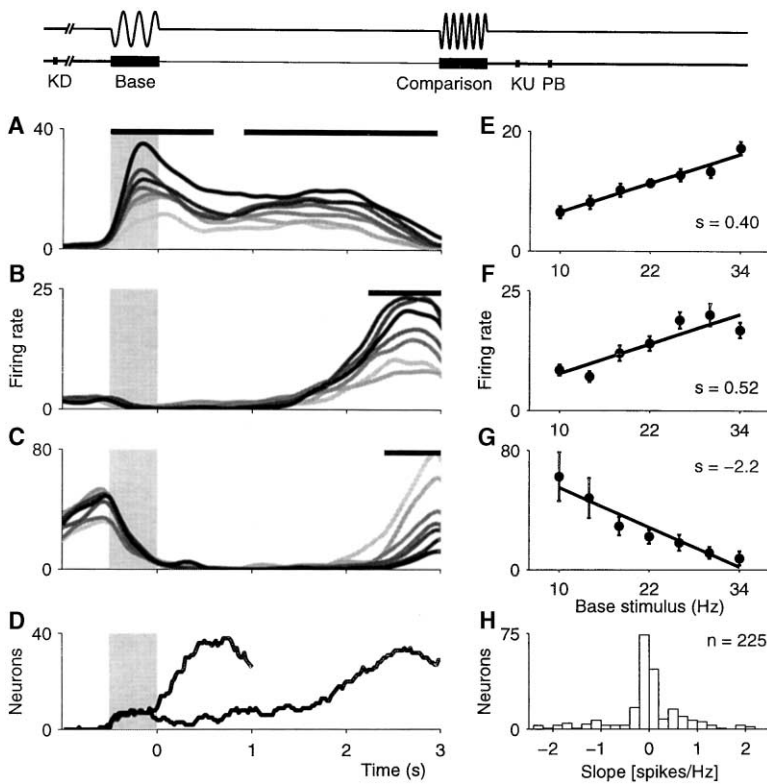 KD Base Comparison KU PB
A
40
0
E
20
0
s = 0.40
10 22 34
B
Firing rate
25
0
F
Firing rate
25
0
s = 0.52
10 22 34
C
80
0
G
80
0
s = −2.2
10 22 34
Base stimulus (Hz)
D
Neurons
40
0
0 1 2 3
Time (s)
H
Neurons
75
0
n = 225
−2 −1 0 1 2
Slope [spikes/Hz]